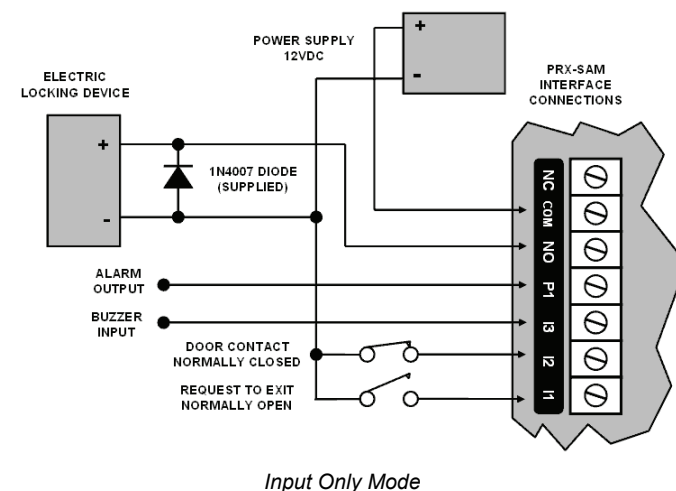 POWER SUPPLY
12VDC
+
-
ELECTRIC
LOCKING DEVICE
+
-
1N4007 DIODE
(SUPPLIED)
PRX-SAM
INTERFACE
CONNECTIONS
NC
COM
NO
P1
I3
I2
I1
ALARM
OUTPUT
BUZZER
INPUT
DOOR CONTACT
NORMALLY CLOSED
REQUEST TO EXIT
NORMALLY OPEN
Input Only Mode